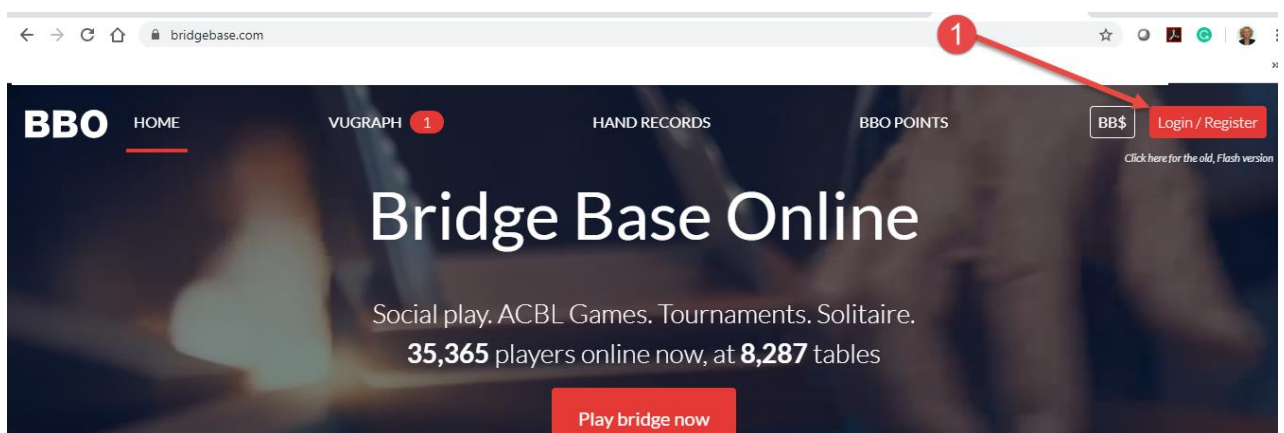 bridgebase.com
1
BBO HOME VUGRAPH 1 HAND RECORDS BBO POINTS BB$ Login / Register
Click here for the old, Flash version
Bridge Base Online
Social play. ACBL Games. Tournaments. Solitaire.
35,365 players online now, at 8,287 tables
Play bridge now